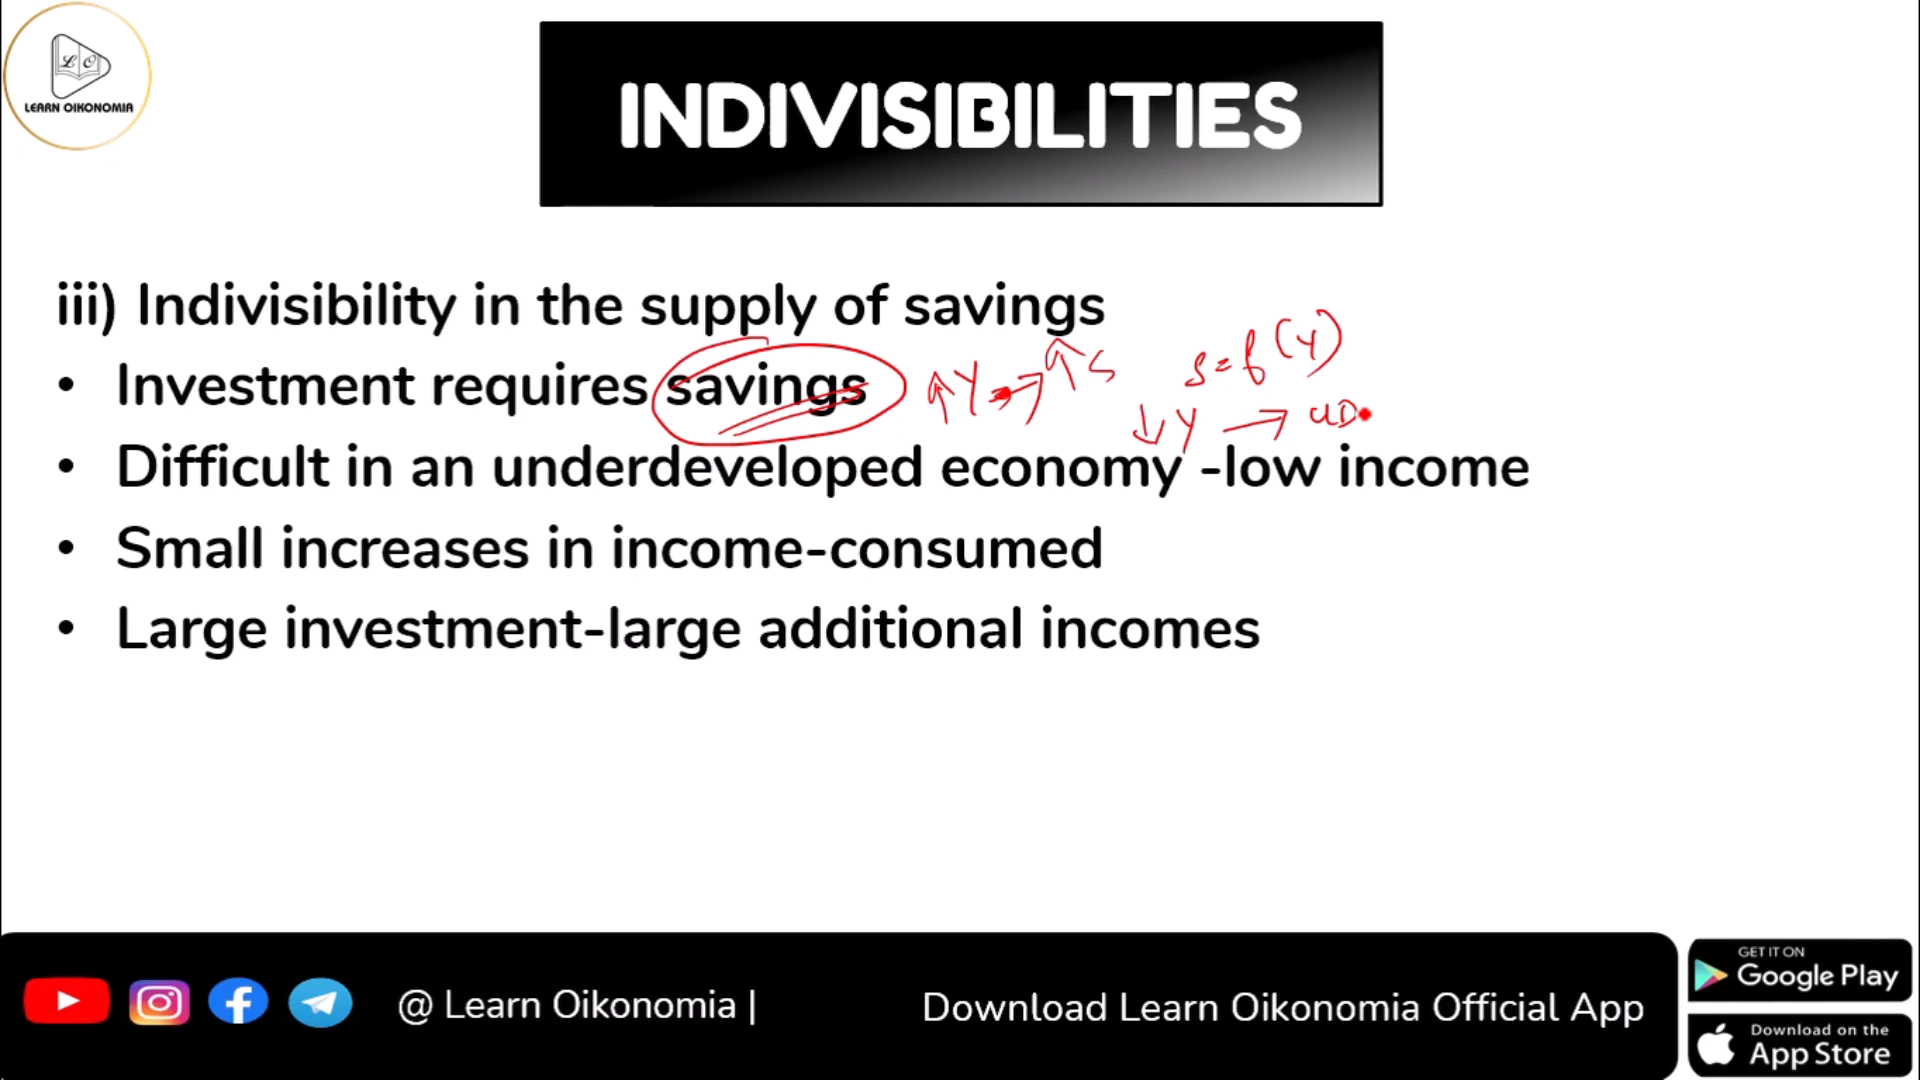 L O
LEARN OIKONOMIA
INDIVISIBILITIES
iii) Indivisibility in the supply of savings
• Investment requires savings
↑Y → ↑S
S = f(Y)
↓Y → UD
• Difficult in an underdeveloped economy -low income
• Small increases in income-consumed
• Large investment-large additional incomes
@ Learn Oikonomia |
Download Learn Oikonomia Official App
GET IT ON
Google Play
Download on the
App Store